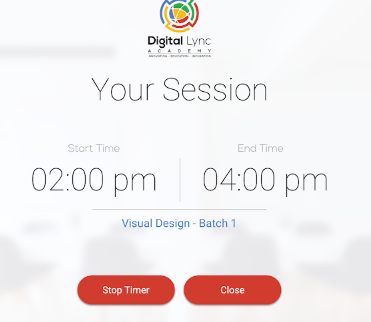 Digital Lync
ACADEMY
Your Session
Start Time
End Time
02:00 pm
04:00 pm
Visual Design - Batch 1
Stop Timer
Close